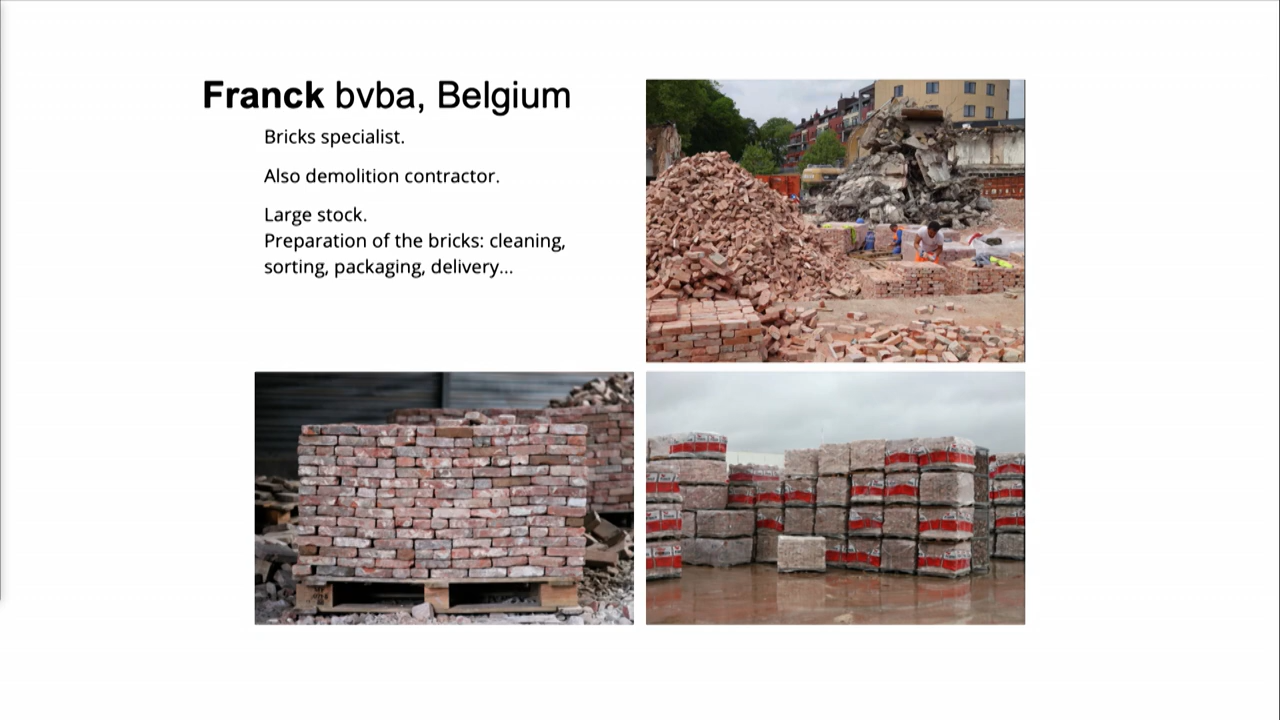 Franck bvba, Belgium
Bricks specialist.
Also demolition contractor.
Large stock.
Preparation of the bricks: cleaning,
sorting, packaging, delivery...